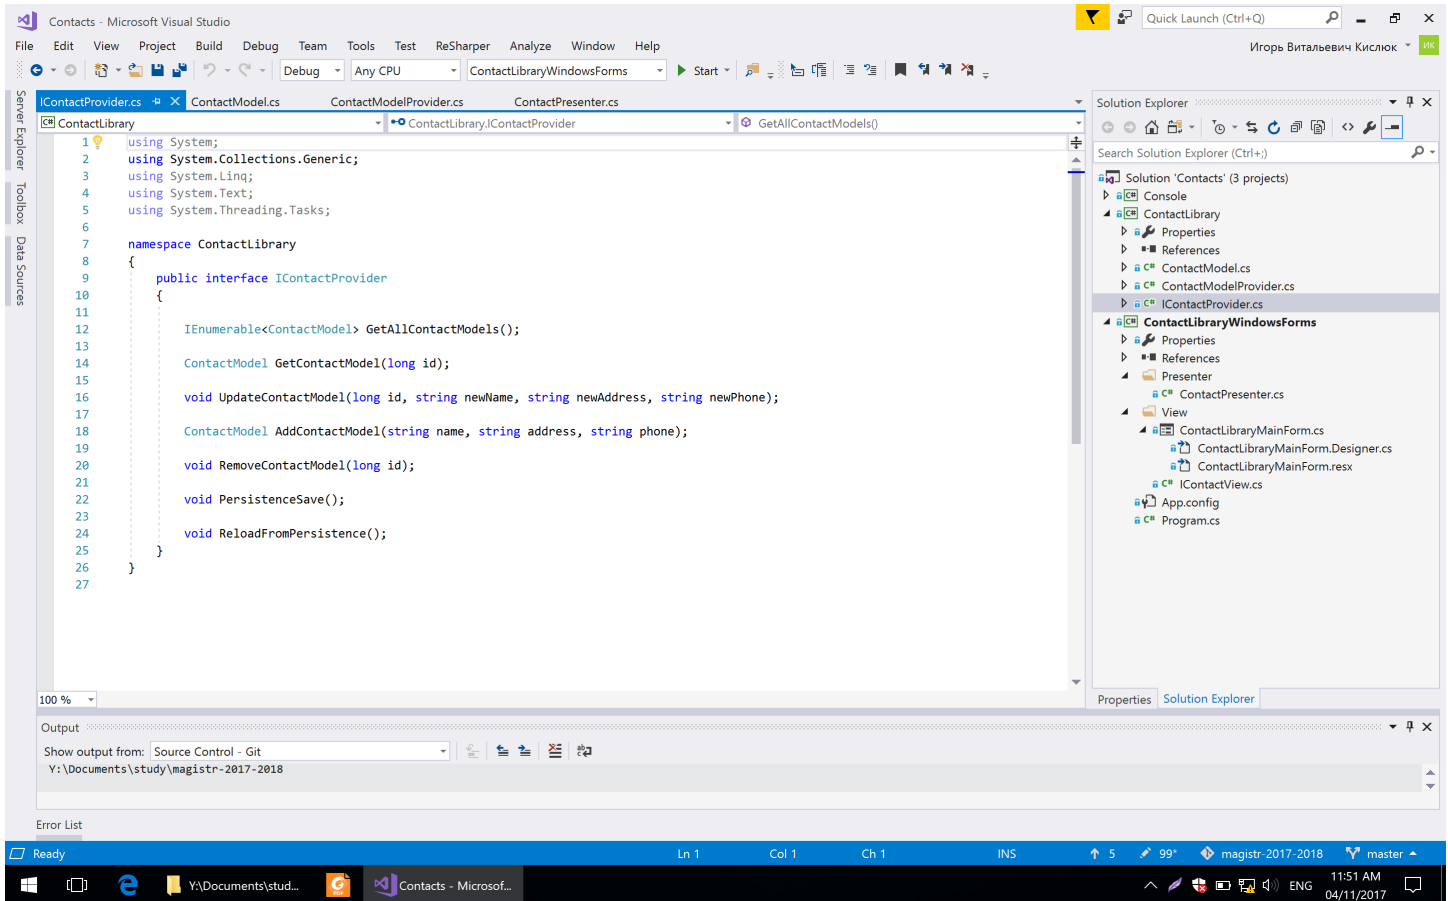 Contacts - Microsoft Visual Studio
Quick Launch (Ctrl+Q)
File Edit View Project Build Debug Team Tools Test ReSharper Analyze Window Help
Игорь Витальевич Кислюк ИК
Debug Any CPU ContactLibraryWindowsForms Start
Server Explorer
Toolbox
Data Sources
IContactProvider.cs ContactModel.cs ContactModelProvider.cs ContactPresenter.cs
ContactLibrary ContactLibrary.IContactProvider GetAllContactModels()
1 using System;
2 using System.Collections.Generic;
3 using System.Linq;
4 using System.Text;
5 using System.Threading.Tasks;
6
7 namespace ContactLibrary
8 {
9 public interface IContactProvider
10 {
11
12 IEnumerable<ContactModel> GetAllContactModels();
13
14 ContactModel GetContactModel(long id);
15
16 void UpdateContactModel(long id, string newName, string newAddress, string newPhone);
17
18 ContactModel AddContactModel(string name, string address, string phone);
19
20 void RemoveContactModel(long id);
21
22 void PersistenceSave();
23
24 void ReloadFromPersistence();
25 }
26 }
27
100 %
Solution Explorer
Search Solution Explorer (Ctrl+;)
Solution 'Contacts' (3 projects)
C# Console
C# ContactLibrary
Properties
References
C# ContactModel.cs
C# ContactModelProvider.cs
C# IContactProvider.cs
C# ContactLibraryWindowsForms
Properties
References
Presenter
C# ContactPresenter.cs
View
ContactLibraryMainForm.cs
ContactLibraryMainForm.Designer.cs
ContactLibraryMainForm.resx
C# IContactView.cs
App.config
C# Program.cs
Properties Solution Explorer
Output
Show output from: Source Control - Git
Y:\Documents\study\magistr-2017-2018
Error List
Ready Ln 1 Col 1 Ch 1 INS 5 99* magistr-2017-2018 master
Y:\Documents\stud... Contacts - Microsof... ENG 11:51 AM
04/11/2017